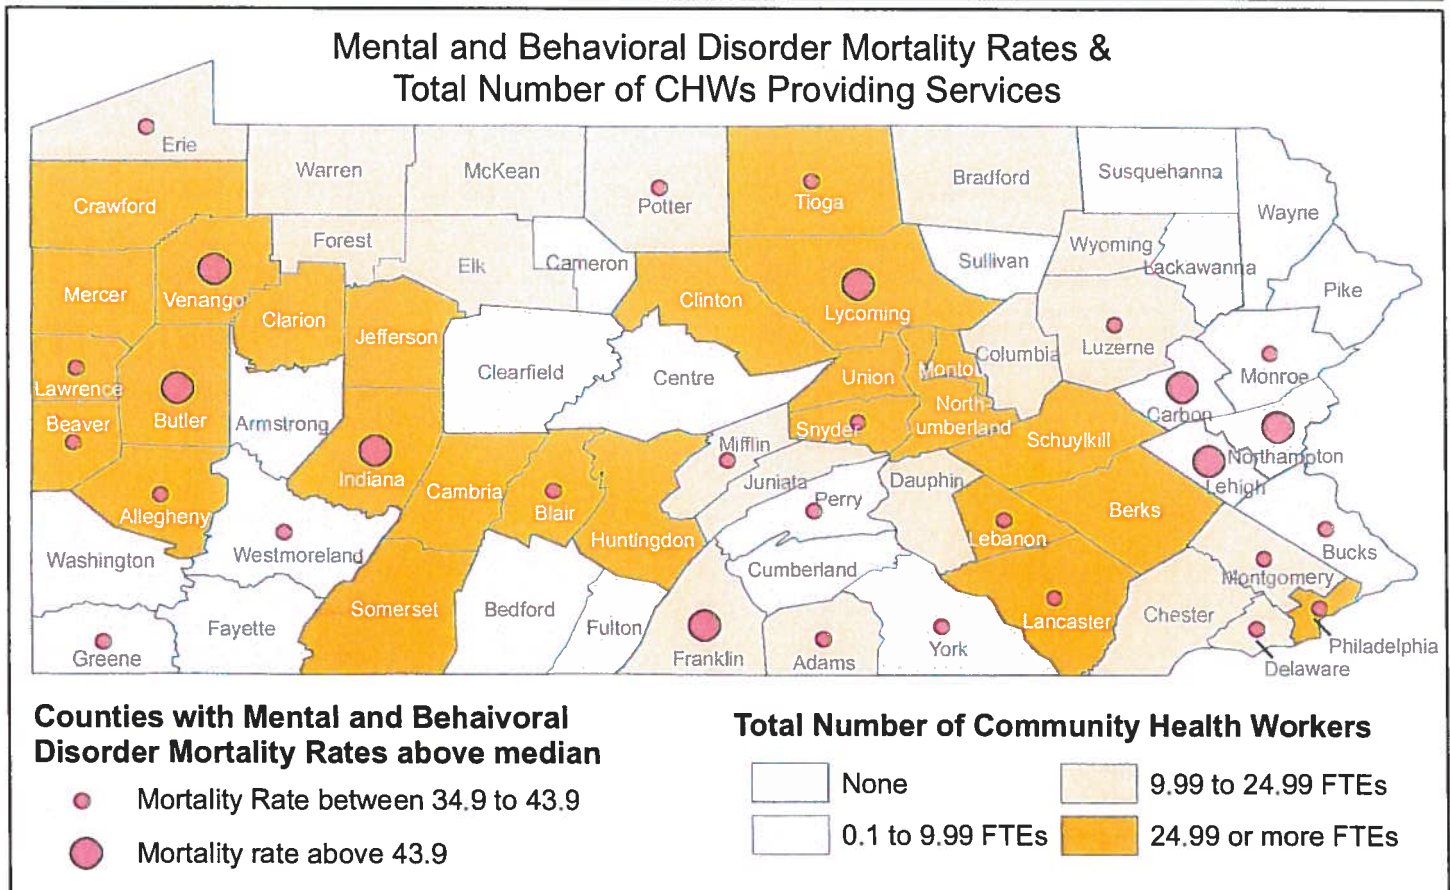 Mental and Behavioral Disorder Mortality Rates &
Total Number of CHWs Providing Services
Erie
Warren
McKean
Potter
Tioga
Bradford
Susquehanna
Wayne
Crawford
Forest
Elk
Cameron
Sullivan
Wyoming
Lackawanna
Pike
Mercer
Venango
Clarion
Jefferson
Clinton
Lycoming
Clearfield
Centre
Union
Montour
Columbia
Luzerne
Monroe
Lawrence
Beaver
Butler
Armstrong
Indiana
Snyder
North-
umberland
Schuylkill
Carbon
Northampton
Lehigh
Mifflin
Juniata
Perry
Dauphin
Allegheny
Westmoreland
Cambria
Blair
Huntingdon
Lebanon
Berks
Bucks
Washington
Cumberland
Montgomery
Greene
Fayette
Somerset
Bedford
Fulton
Franklin
Adams
York
Lancaster
Chester
Philadelphia
Delaware
Counties with Mental and Behaivoral
Disorder Mortality Rates above median
Mortality Rate between 34.9 to 43.9
Mortality rate above 43.9
Total Number of Community Health Workers
None
9.99 to 24.99 FTEs
0.1 to 9.99 FTEs
24.99 or more FTEs